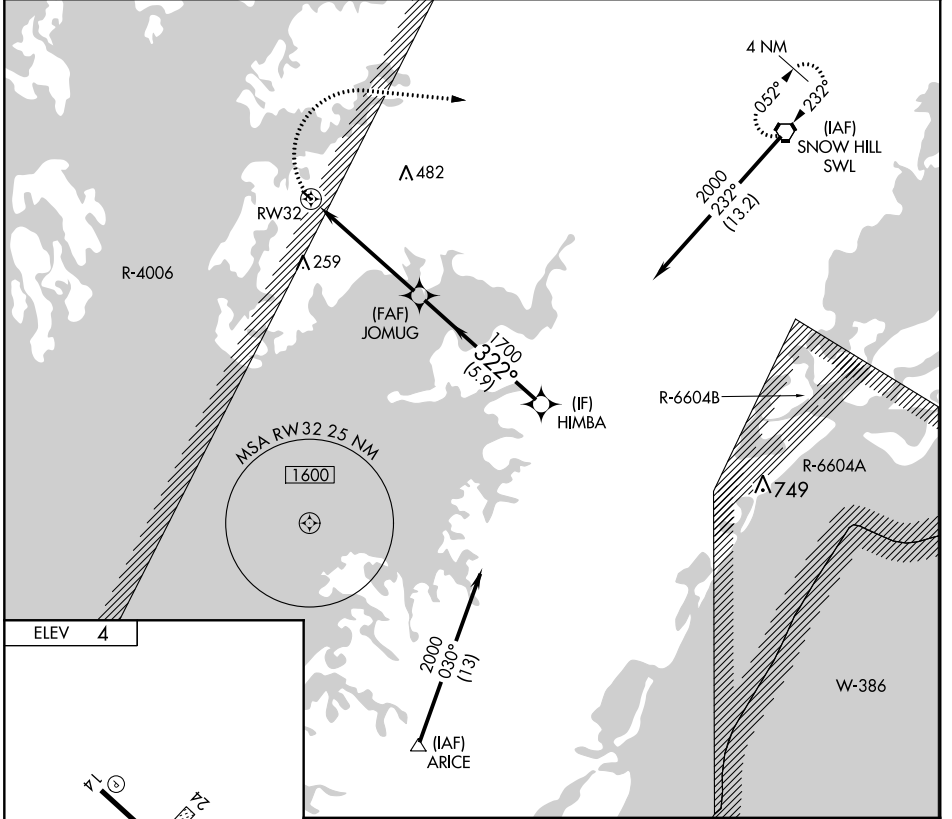 4 NM
052°
232°
(IAF)
SNOW HILL
SWL
2000
232°
(13.2)
482
RW32
259
R-4006
(FAF)
JOMUG
1700
322°
(5.9)
(IF)
HIMBA
R-6604B
R-6604A
749
MSA RW32 25 NM
1600
2000
030°
(13)
(IAF)
ARICE
W-386
ELEV 4
14
P
24